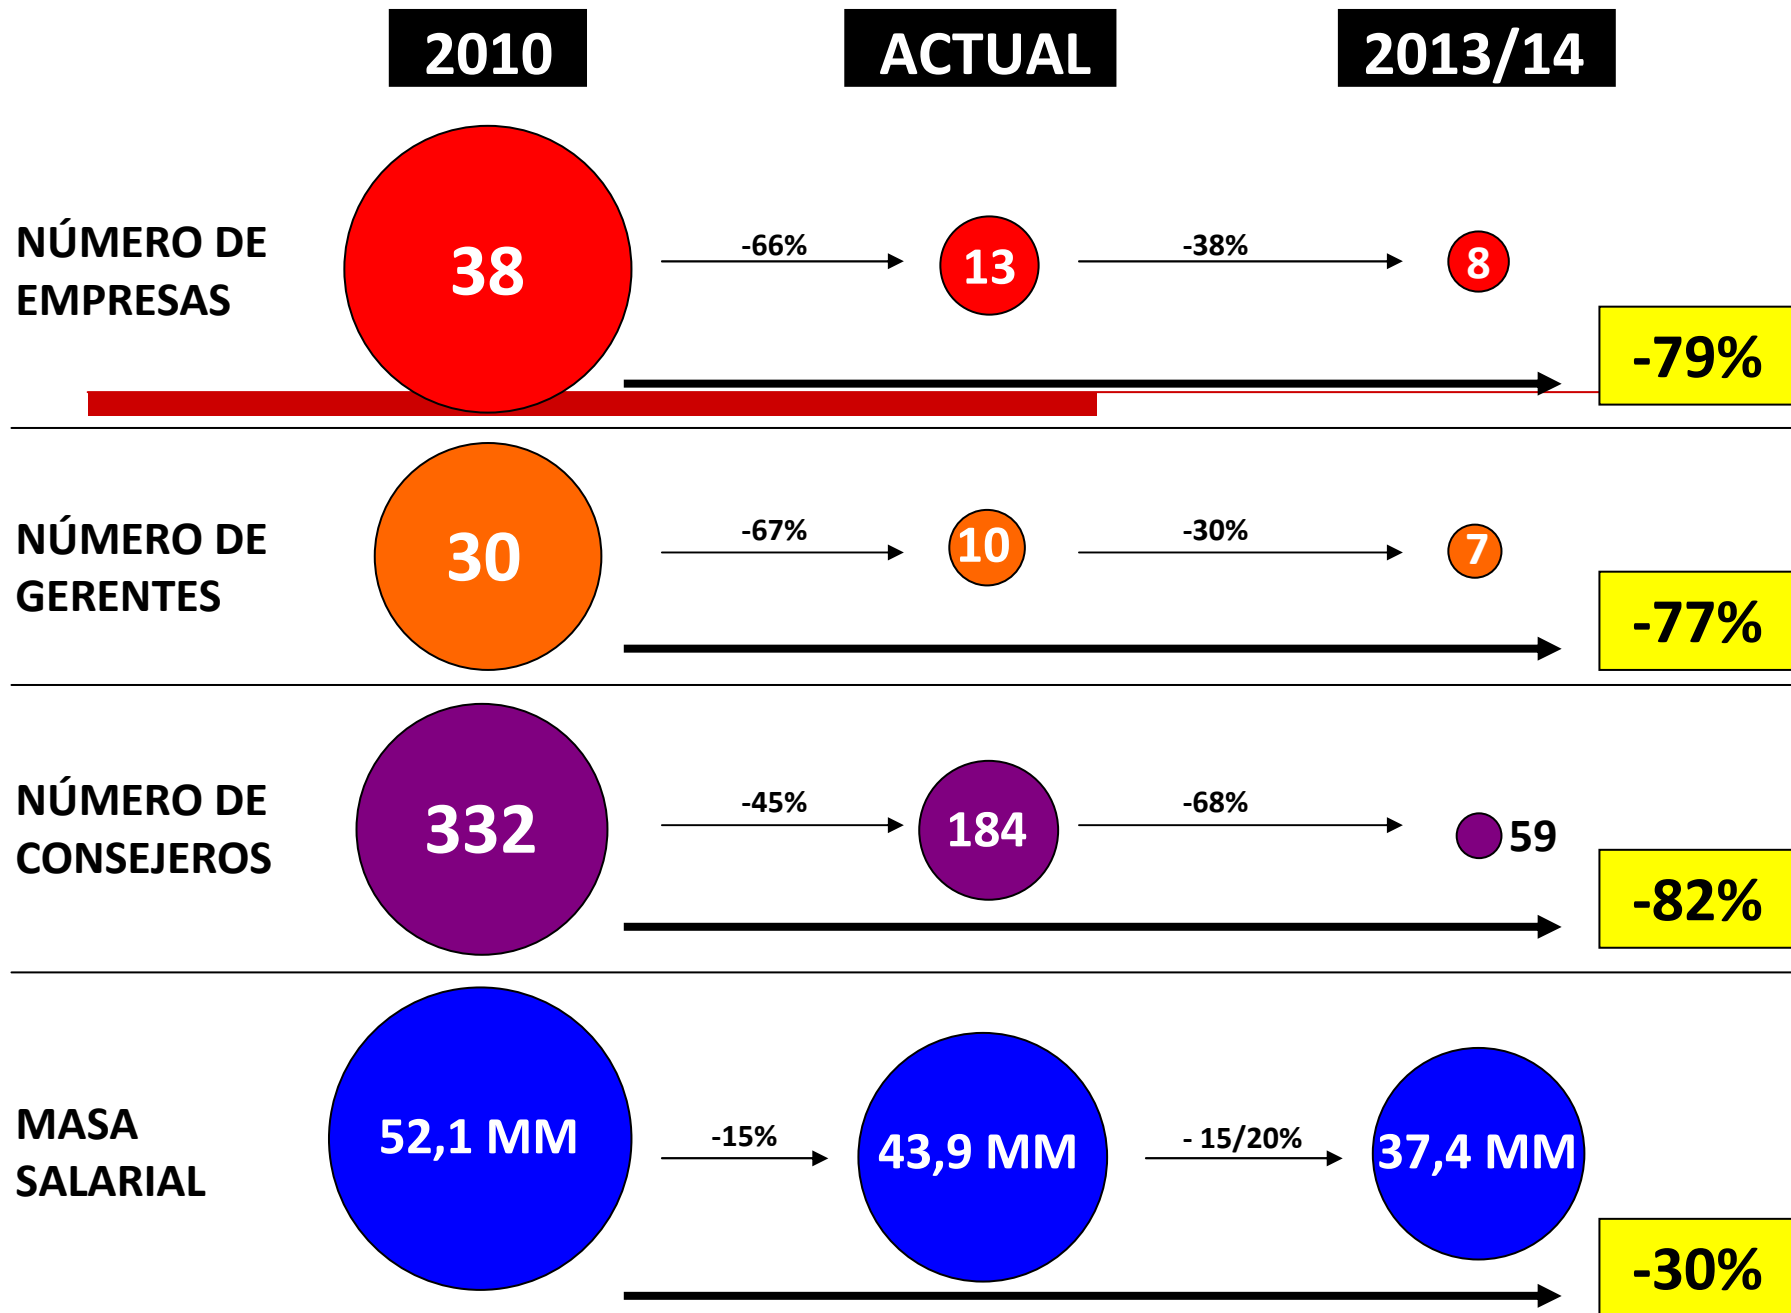 2010
ACTUAL
2013/14
NÚMERO DE
EMPRESAS
38
-66%
13
-38%
8
-79%
NÚMERO DE
GERENTES
30
-67%
10
-30%
7
-77%
NÚMERO DE
CONSEJEROS
332
-45%
184
-68%
59
-82%
MASA
SALARIAL
52,1 MM
-15%
43,9 MM
- 15/20%
37,4 MM
-30%